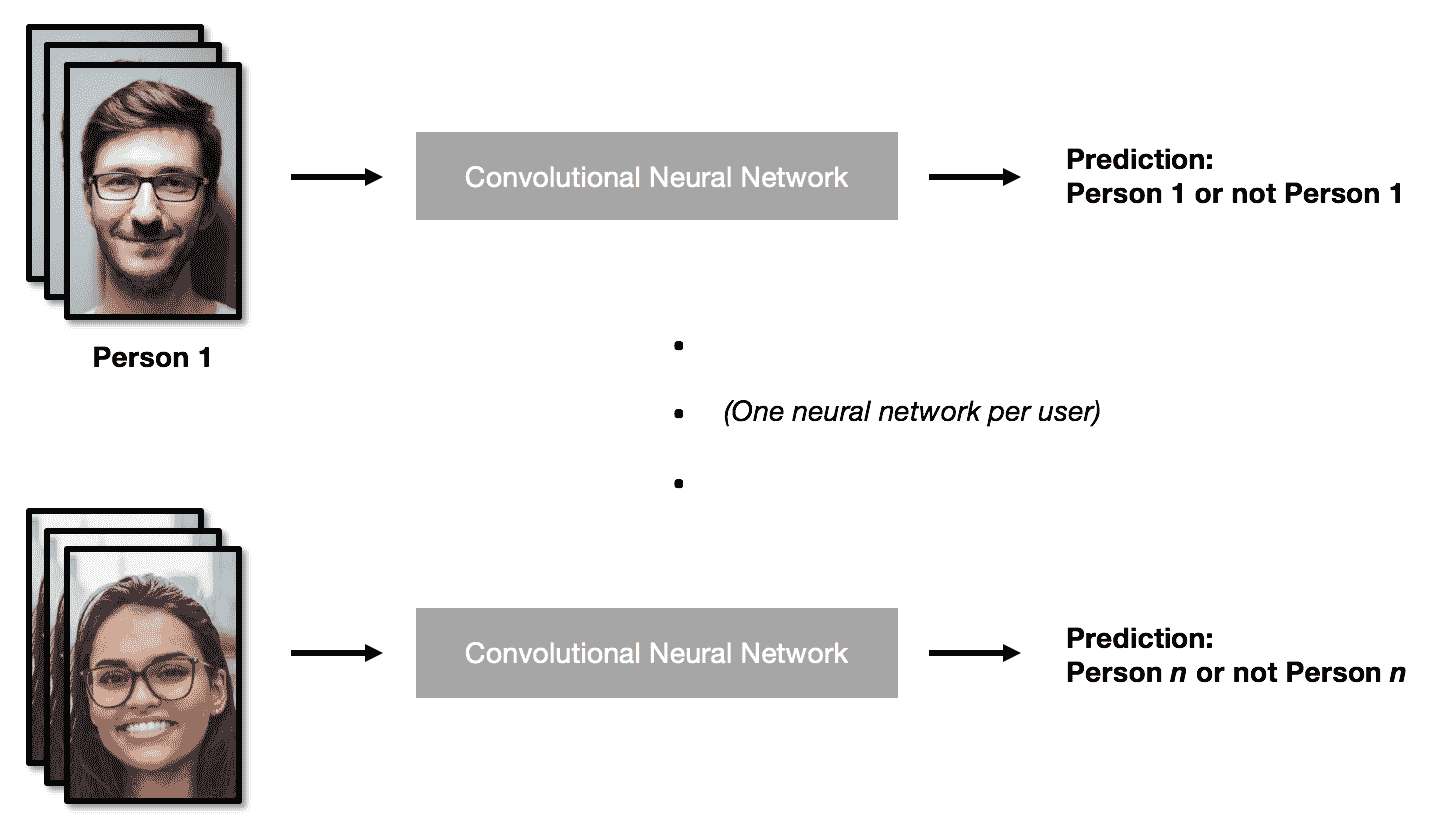 Convolutional Neural Network
Prediction:
Person 1 or not Person 1
Person 1
(One neural network per user)
Convolutional Neural Network
Prediction:
Person n or not Person n